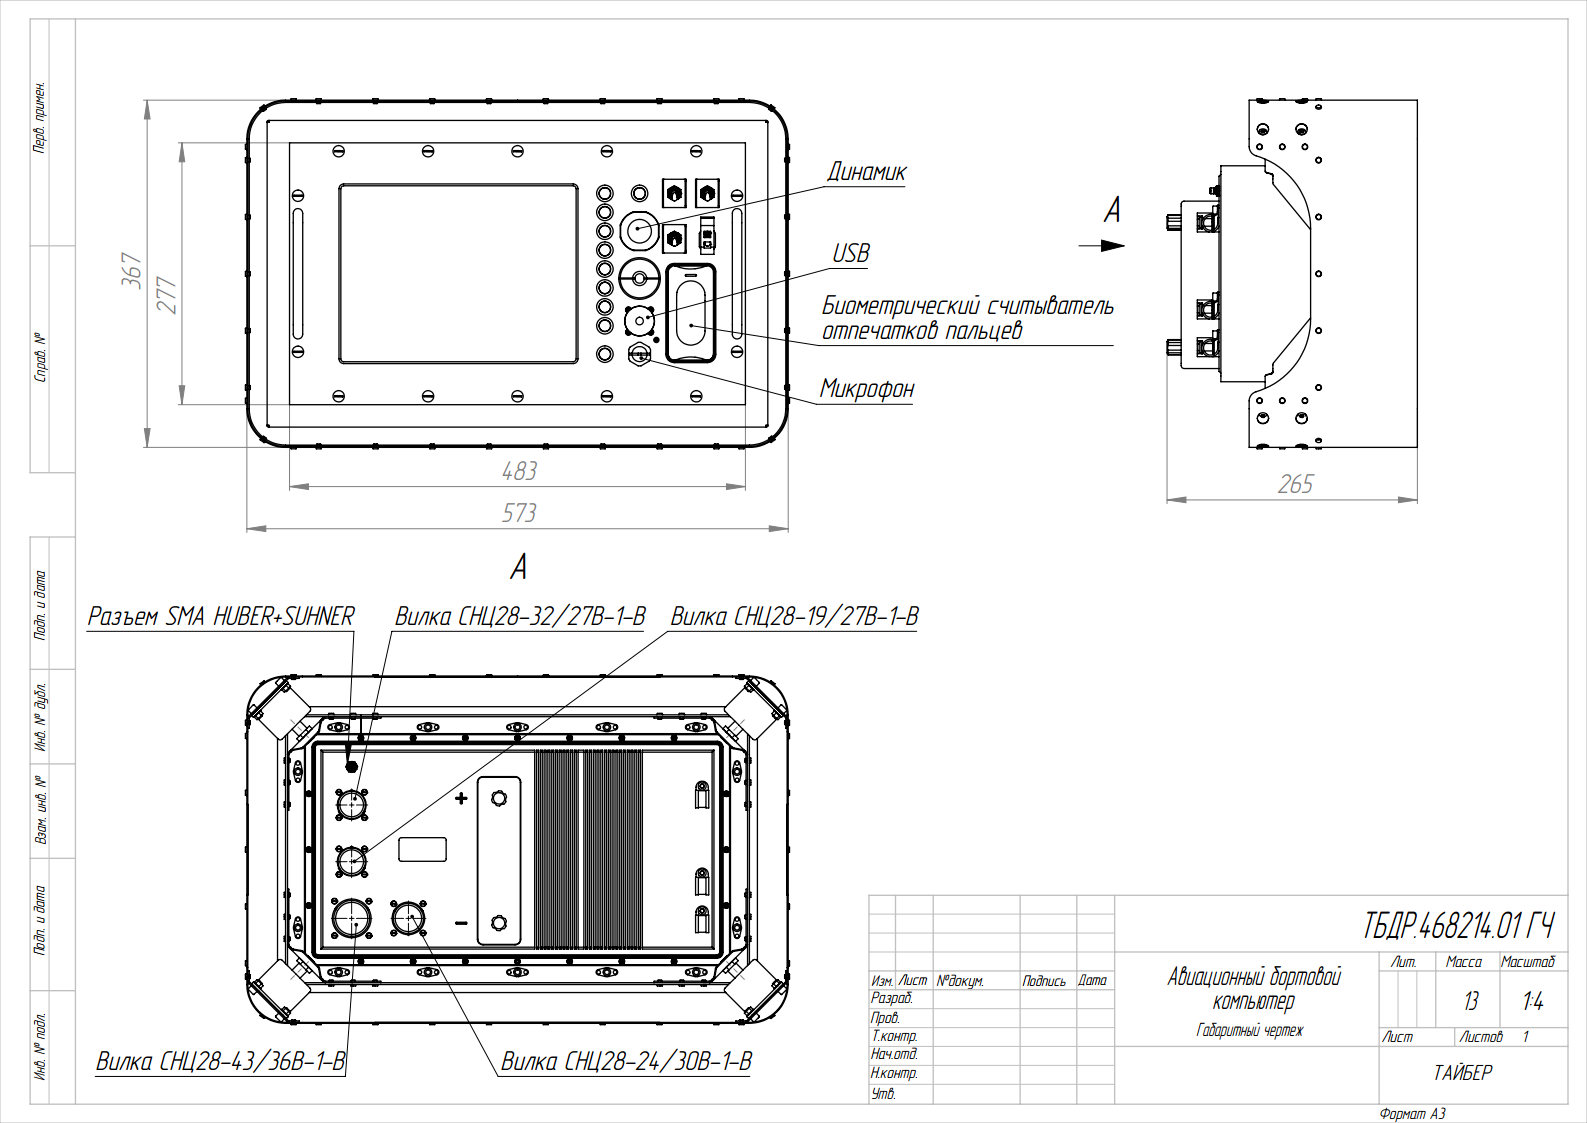 Перв. примен.
Справ. №
Подп. и дата
Инв. № дубл.
Взам. инв. №
Подп. и дата
Инв. № подл.
367
277
483
573
Динамик
USB
Биометрический считыватель
отпечатков пальцев
Микрофон
А
265
А
Разъем SMA HUBER+SUHNER
Вилка СНЦ28-32/27В-1-В
Вилка СНЦ28-19/27В-1-В
+
−
Вилка СНЦ28-43/36В-1-В
Вилка СНЦ28-24/30В-1-В
ТБДР.468214.01 ГЧ
Изм. Лист №докум. Подпись Дата
Разраб.
Пров.
Т.контр.
Нач.отд.
Н.контр.
Утв.
Авиационный бортовой
компьютер
Габаритный чертеж
Лит. Масса Масштаб
13 1:4
Лист Листов 1
ТАЙБЕР
Формат А3